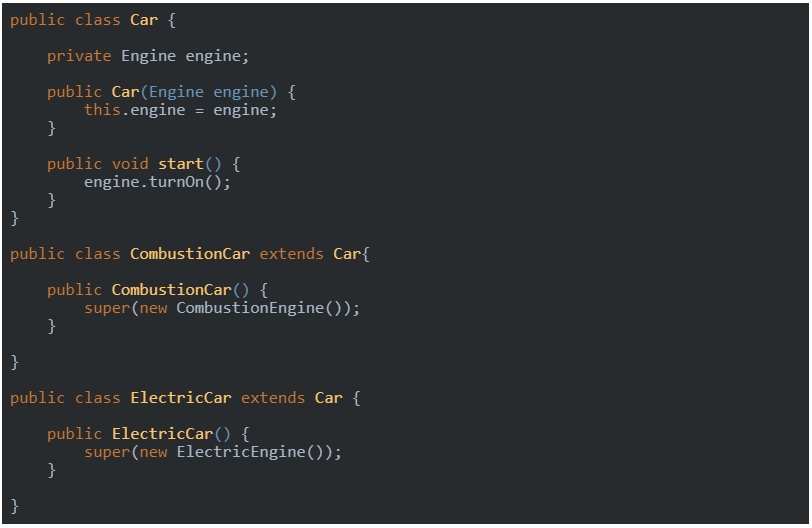 public class Car {
    private Engine engine;
    public Car(Engine engine) {
        this.engine = engine;
    }
    public void start() {
        engine.turnOn();
    }
}
public class CombustionCar extends Car{
    public CombustionCar() {
        super(new CombustionEngine());
    }
}
public class ElectricCar extends Car {
    public ElectricCar() {
        super(new ElectricEngine());
    }
}